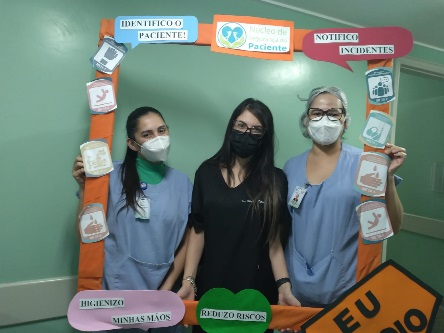 IDENTIFICO O
PACIENTE!
Núcleo de
Segurança do
Paciente
NOTIFICO
INCIDENTES
HIGIENIZO
MINHAS MÃOS
REDUZO RISCOS
EU